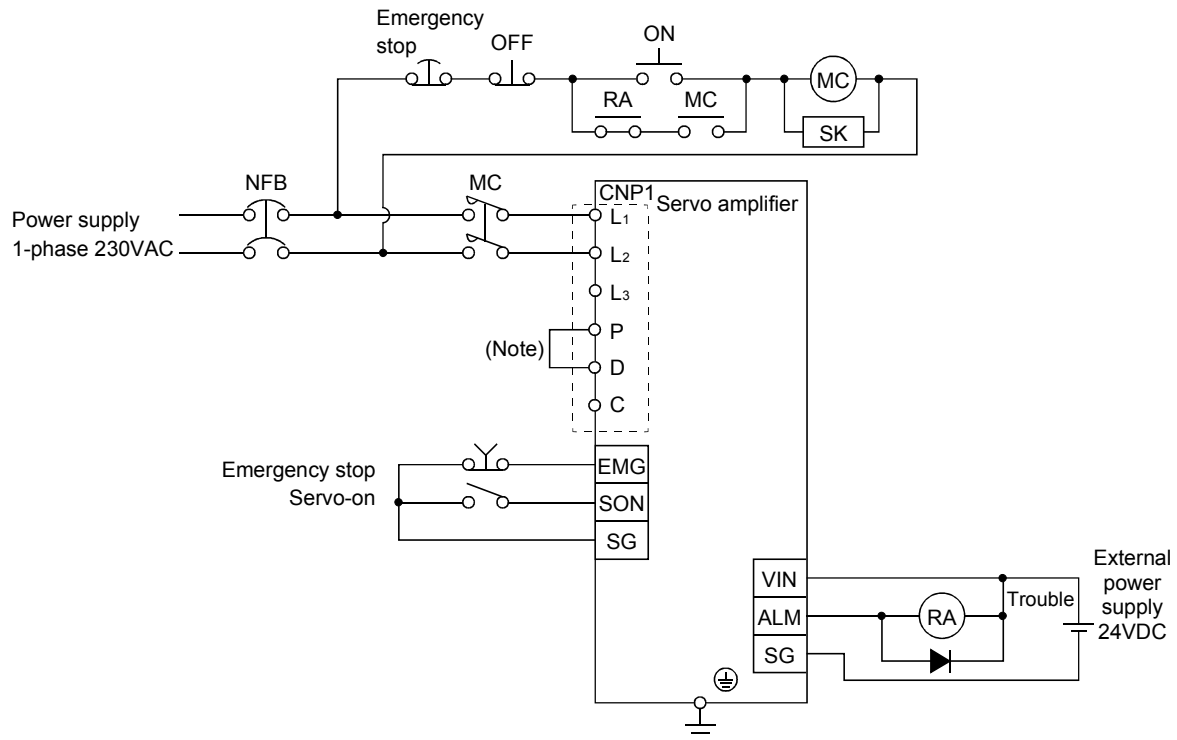 Emergency
stop
OFF
ON
MC
RA
MC
SK
NFB
MC
CNP1
Servo amplifier
Power supply
1-phase 230VAC
L1
L2
L3
P
(Note)
D
C
Emergency stop
EMG
Servo-on
SON
SG
VIN
Trouble
External
power
supply
24VDC
ALM
RA
SG